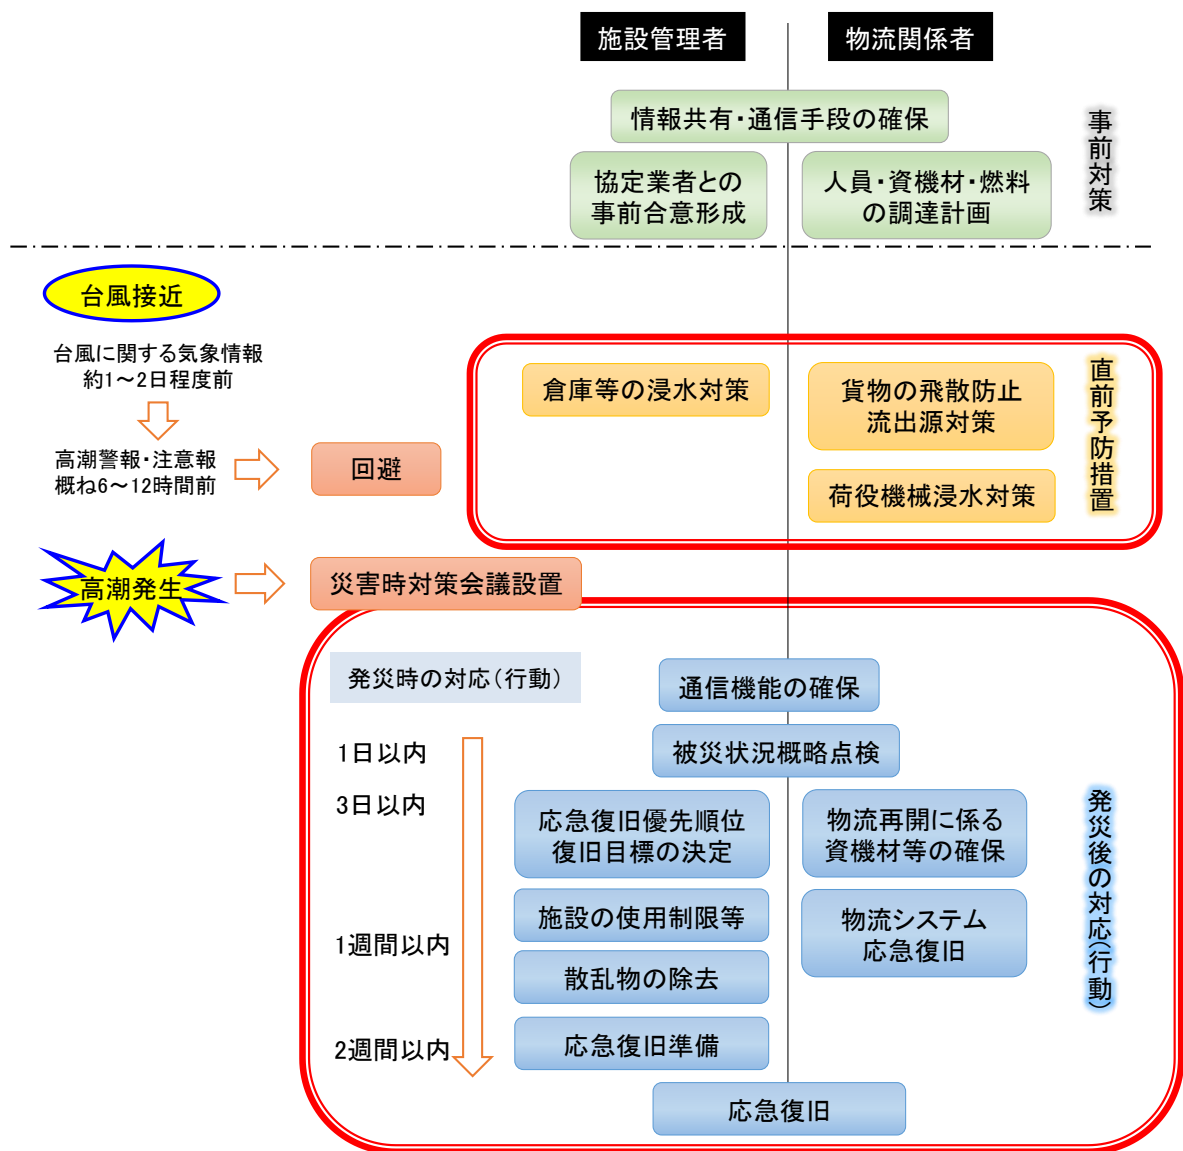 施設管理者
物流関係者
情報共有・通信手段の確保
協定業者との
事前合意形成
人員・資機材・燃料
の調達計画
事前対策
台風接近
台風に関する気象情報
約1～2日程度前
高潮警報・注意報
概ね6～12時間前
回避
倉庫等の浸水対策
貨物の飛散防止
流出源対策
荷役機械浸水対策
直前予防措置
高潮発生
災害時対策会議設置
発災時の対応（行動）
通信機能の確保
1日以内
被災状況概略点検
3日以内
応急復旧優先順位
復旧目標の決定
物流再開に係る
資機材等の確保
施設の使用制限等
物流システム
応急復旧
1週間以内
散乱物の除去
2週間以内
応急復旧準備
応急復旧
発災後の対応（行動）